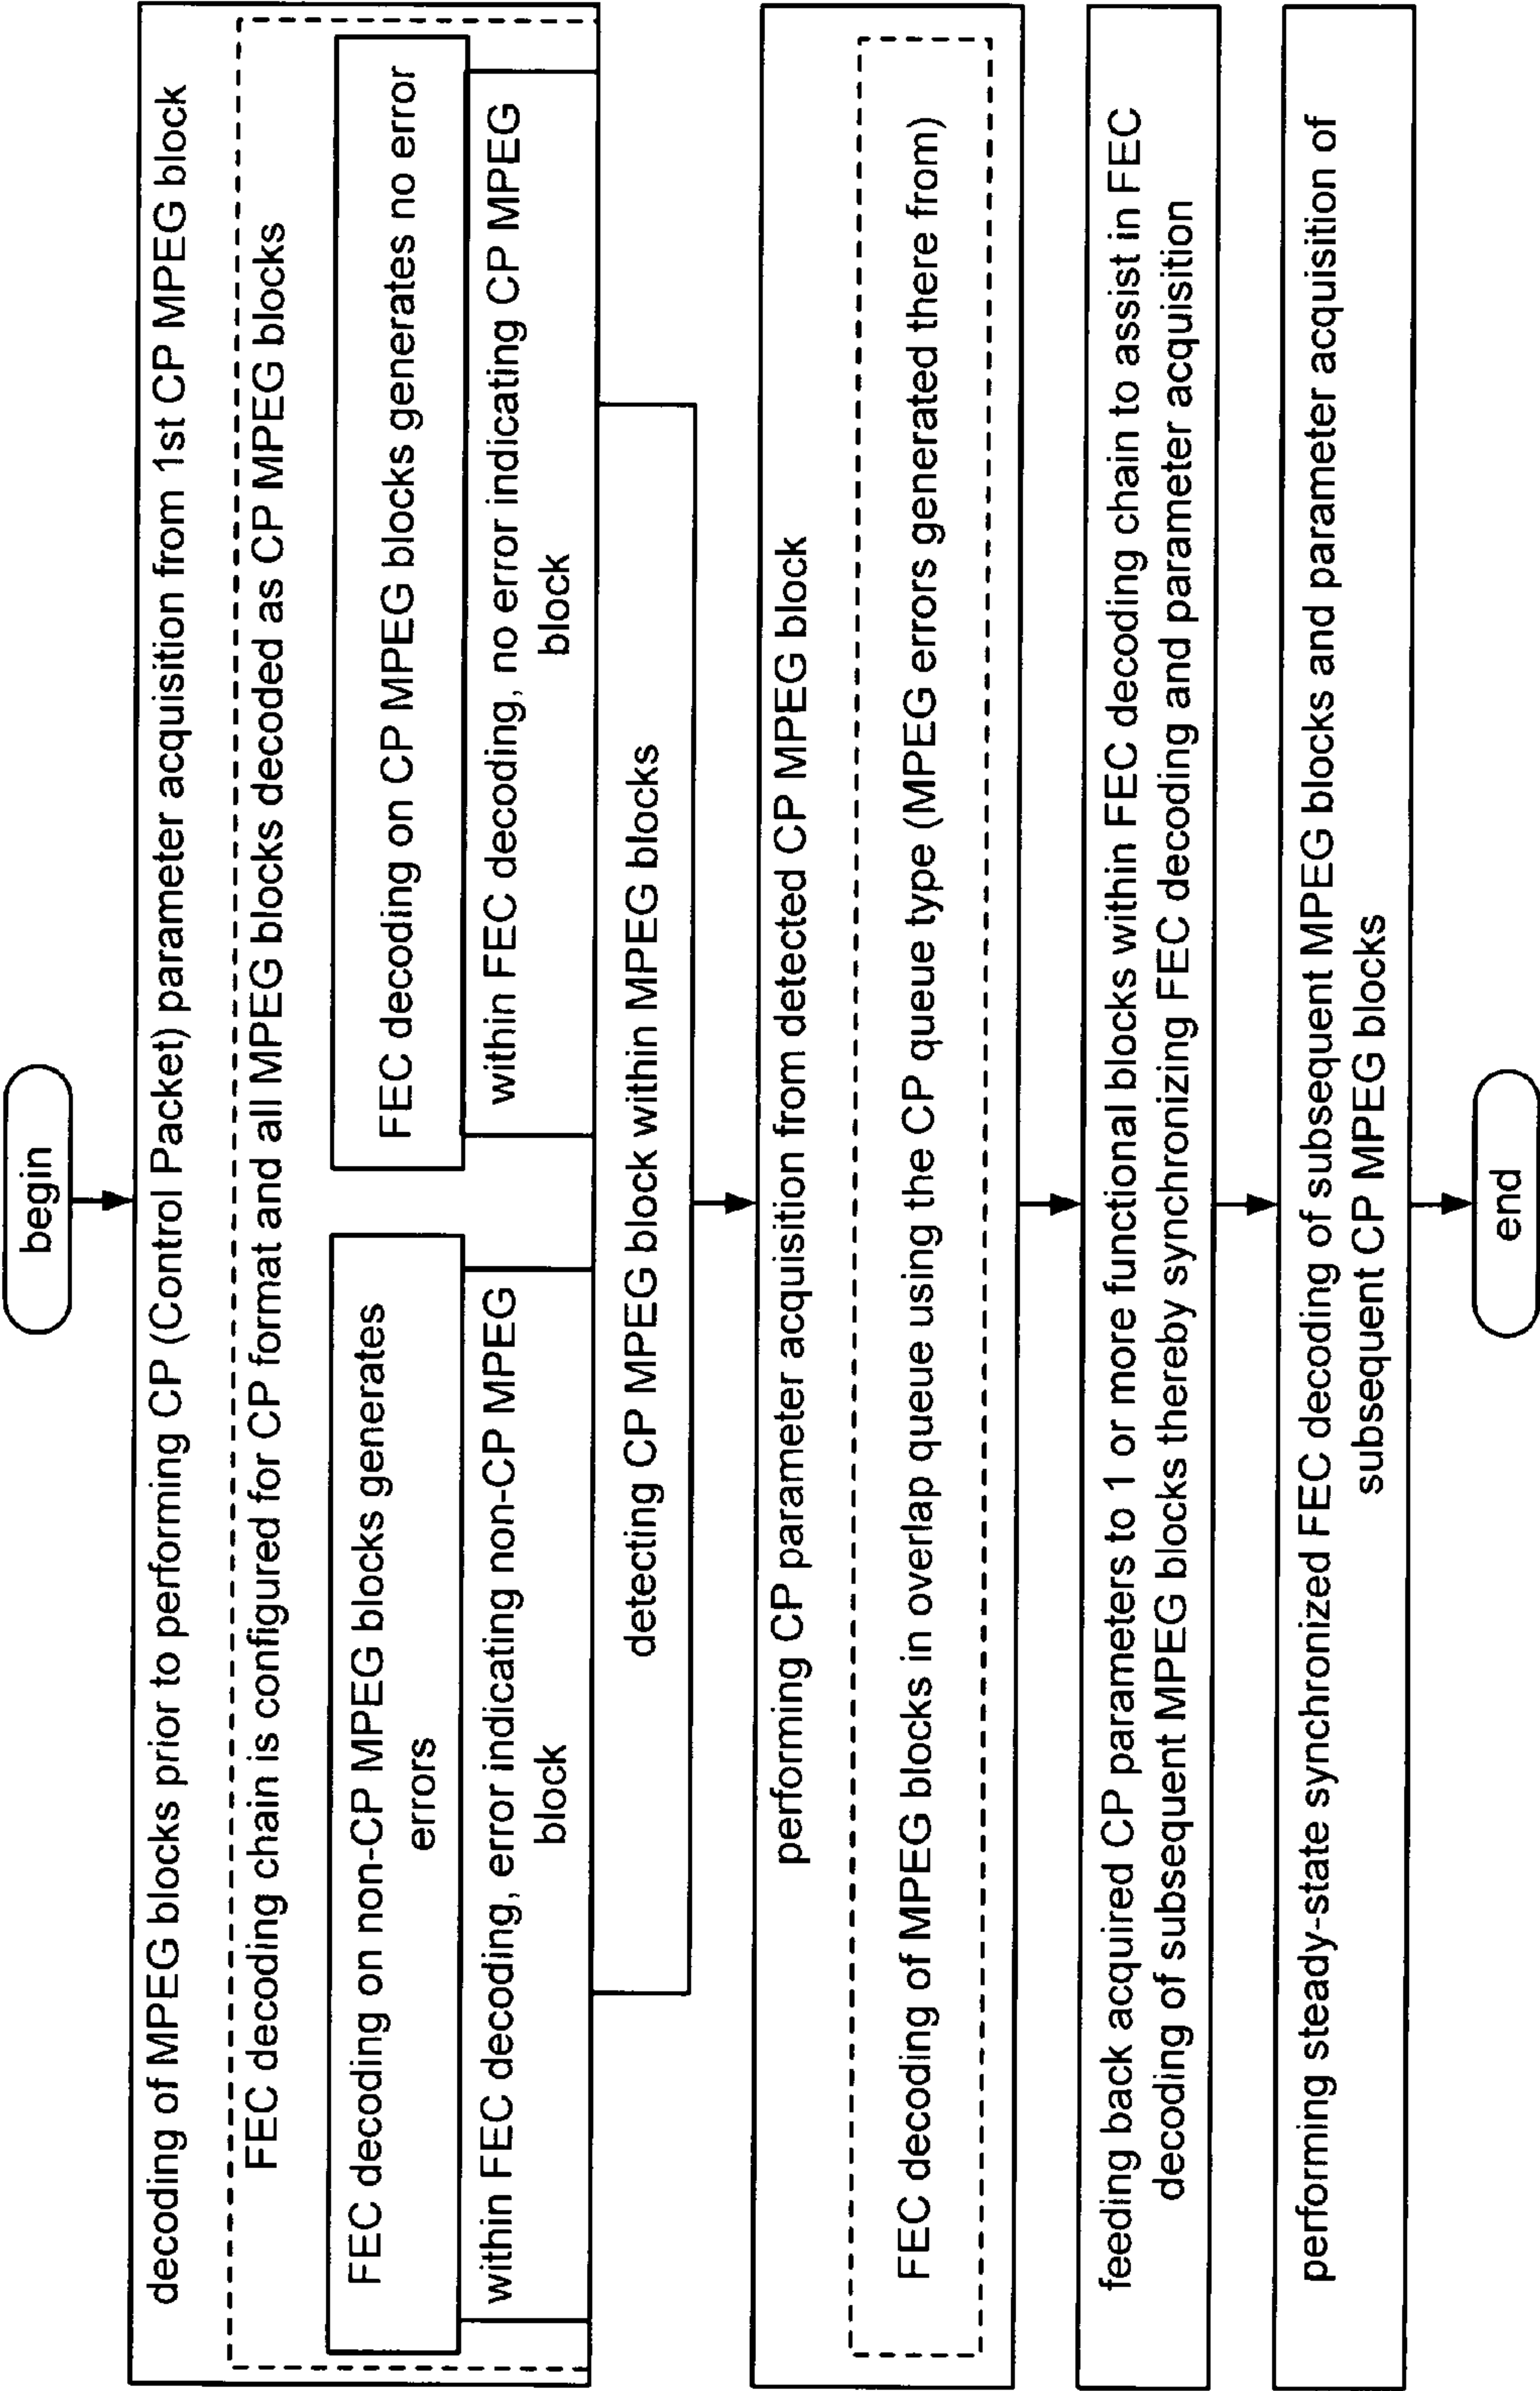 begin
decoding of MPEG blocks prior to performing CP (Control Packet) parameter acquisition from 1st CP MPEG block
FEC decoding chain is configured for CP format and all MPEG blocks decoded as CP MPEG blocks
FEC decoding on non-CP MPEG blocks generates
errors
within FEC decoding, error indicating non-CP MPEG
block
FEC decoding on CP MPEG blocks generates no error
within FEC decoding, no error indicating CP MPEG
block
detecting CP MPEG block within MPEG blocks
performing CP parameter acquisition from detected CP MPEG block
FEC decoding of MPEG blocks in overlap queue using the CP queue type (MPEG errors generated there from)
feeding back acquired CP parameters to 1 or more functional blocks within FEC decoding chain to assist in FEC
decoding of subsequent MPEG blocks thereby synchronizing FEC decoding and parameter acquisition
performing steady-state synchronized FEC decoding of subsequent MPEG blocks and parameter acquisition of
subsequent CP MPEG blocks
end